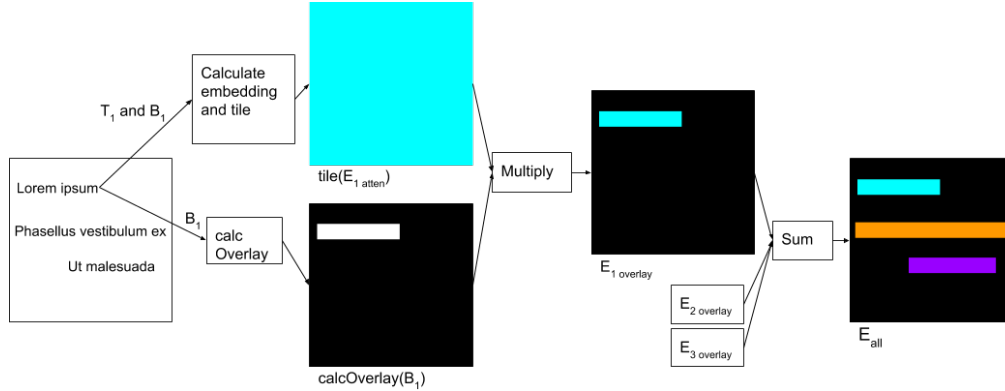 Lorem ipsum
Phasellus vestibulum ex
Ut malesuada
T1 and B1
B1
Calculate
embedding
and tile
calc
Overlay
tile(E1 atten)
calcOverlay(B1)
Multiply
E1 overlay
E2 overlay
E3 overlay
Sum
Eall